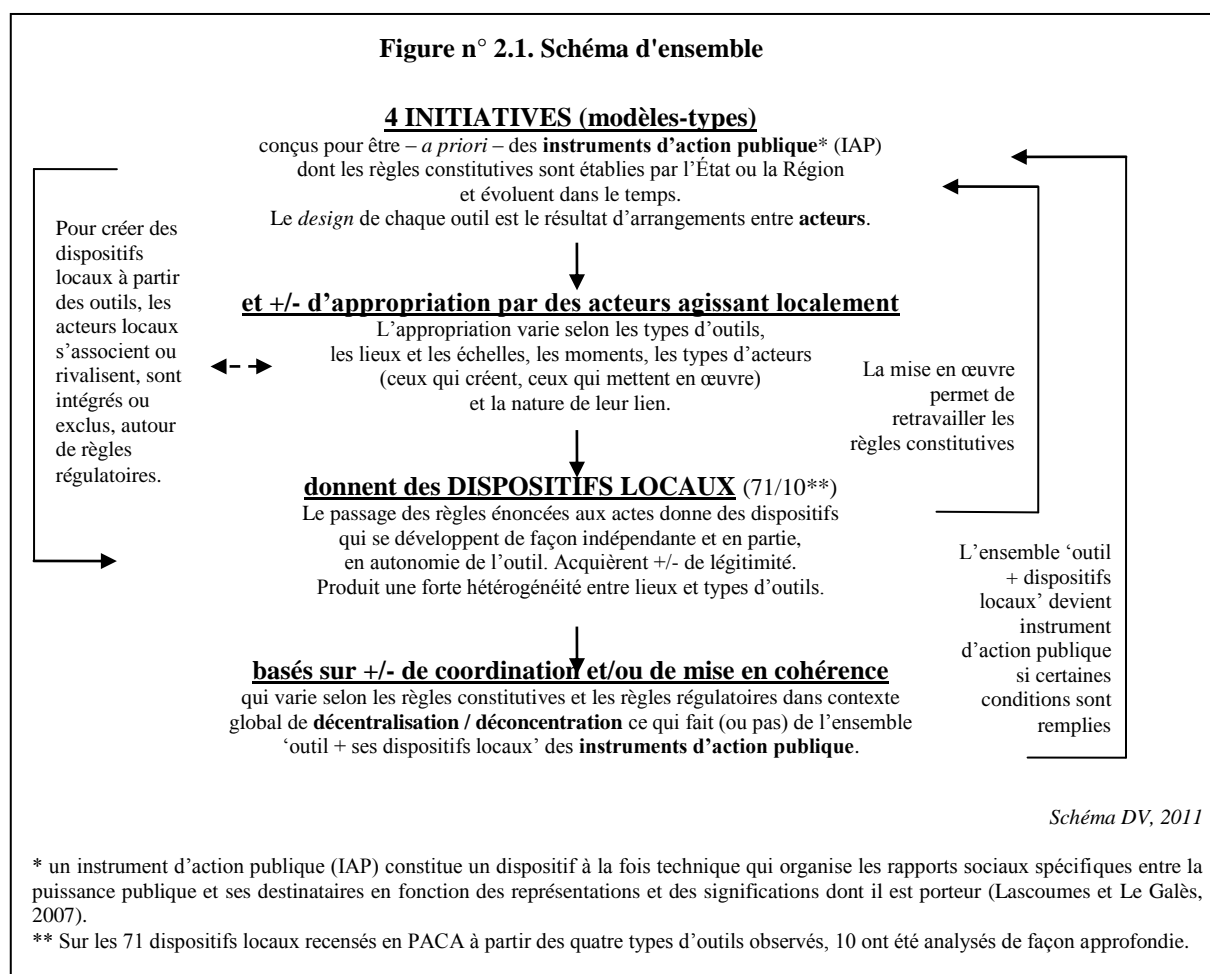 Figure n° 2.1. Schéma d'ensemble
4 INITIATIVES (modèles-types)
conçus pour être – a priori – des instruments d’action publique* (IAP)
dont les règles constitutives sont établies par l’État ou la Région
et évoluent dans le temps.
Le design de chaque outil est le résultat d’arrangements entre acteurs.
Pour créer des
dispositifs
locaux à partir
des outils, les
acteurs locaux
s’associent ou
rivalisent, sont
intégrés ou
exclus, autour
de règles
régulatoires.
et +/- d’appropriation par des acteurs agissant localement
L’appropriation varie selon les types d’outils,
les lieux et les échelles, les moments, les types d’acteurs
(ceux qui créent, ceux qui mettent en œuvre)
et la nature de leur lien.
La mise en œuvre
permet de
retravailler les
règles constitutives
donnent des DISPOSITIFS LOCAUX (71/10**)
Le passage des règles énoncées aux actes donne des dispositifs
qui se développent de façon indépendante et en partie,
en autonomie de l’outil. Acquièrent +/- de légitimité.
Produit une forte hétérogénéité entre lieux et types d’outils.
L’ensemble ‘outil
+ dispositifs
locaux’ devient
instrument
d’action publique
si certaines
conditions sont
remplies
basés sur +/- de coordination et/ou de mise en cohérence
qui varie selon les règles constitutives et les règles régulatoires dans contexte
global de décentralisation / déconcentration ce qui fait (ou pas) de l’ensemble
‘outil + ses dispositifs locaux’ des instruments d’action publique.
Schéma DV, 2011
* un instrument d’action publique (IAP) constitue un dispositif à la fois technique qui organise les rapports sociaux spécifiques entre la
puissance publique et ses destinataires en fonction des représentations et des significations dont il est porteur (Lascoumes et Le Galès,
2007).
** Sur les 71 dispositifs locaux recensés en PACA à partir des quatre types d’outils observés, 10 ont été analysés de façon approfondie.